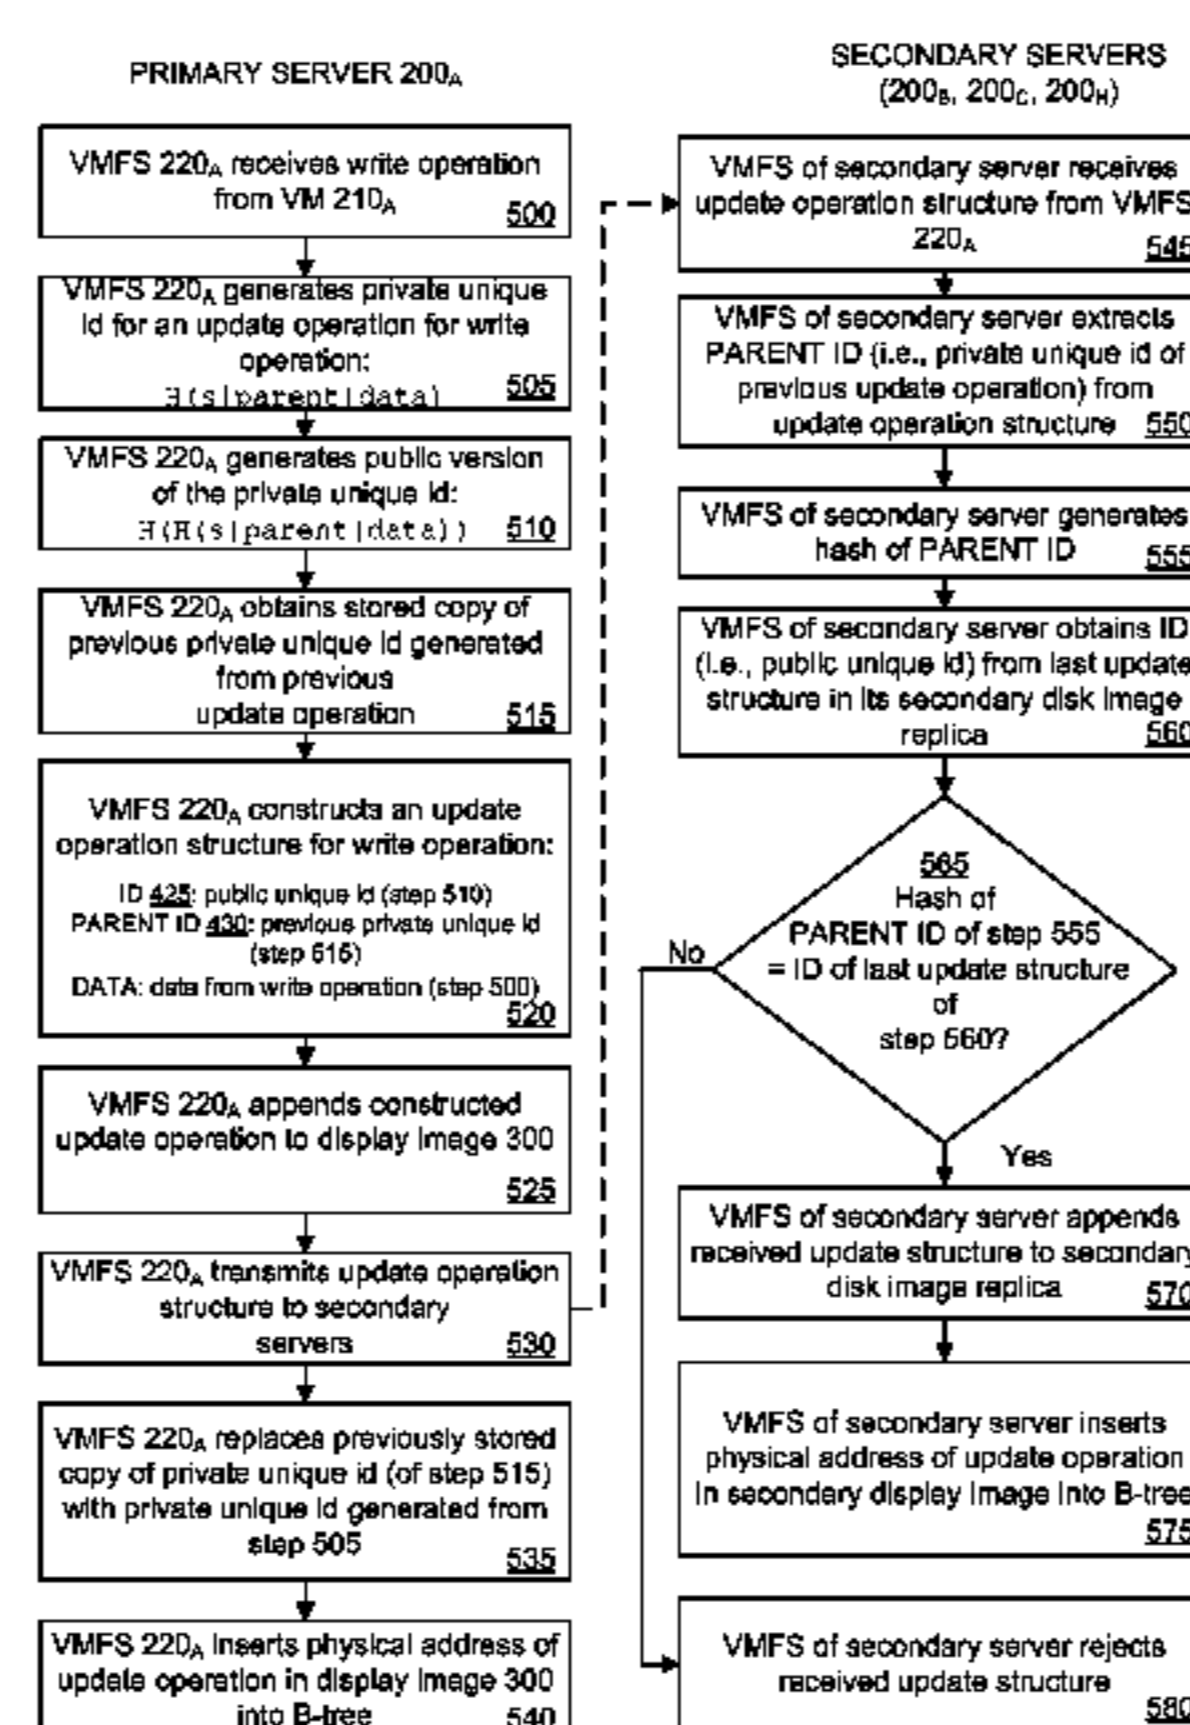 PRIMARY SERVER 200A
VMFS 220A receives write operation
from VM 210A
500
VMFS 220A generates private unique
id for an update operation for write
operation:
H(s|parent|data)
505
VMFS 220A generates public version
of the private unique id:
H(H(s|parent|data))
510
VMFS 220A obtains stored copy of
previous private unique id generated
from previous
update operation
515
VMFS 220A constructs an update
operation structure for write operation:
ID 425: public unique id (step 510)
PARENT ID 430: previous private unique id
(step 515)
DATA: data from write operation (step 500)
520
VMFS 220A appends constructed
update operation to display image 300
525
VMFS 220A transmits update operation
structure to secondary
servers
530
VMFS 220A replaces previously stored
copy of private unique id (of step 515)
with private unique id generated from
step 505
535
VMFS 220A inserts physical address of
update operation in display image 300
into B-tree
540
SECONDARY SERVERS
(200B, 200C, 200H)
VMFS of secondary server receives
update operation structure from VMFS
220A
545
VMFS of secondary server extracts
PARENT ID (i.e., private unique id of
previous update operation) from
update operation structure
550
VMFS of secondary server generates
hash of PARENT ID
555
VMFS of secondary server obtains ID
(i.e., public unique id) from last update
structure in its secondary disk image
replica
560
565
Hash of
PARENT ID of step 555
= ID of last update structure
of
step 560?
No
Yes
VMFS of secondary server appends
received update structure to secondary
disk image replica
570
VMFS of secondary server inserts
physical address of update operation
in secondary display image into B-tree
575
VMFS of secondary server rejects
received update structure
580